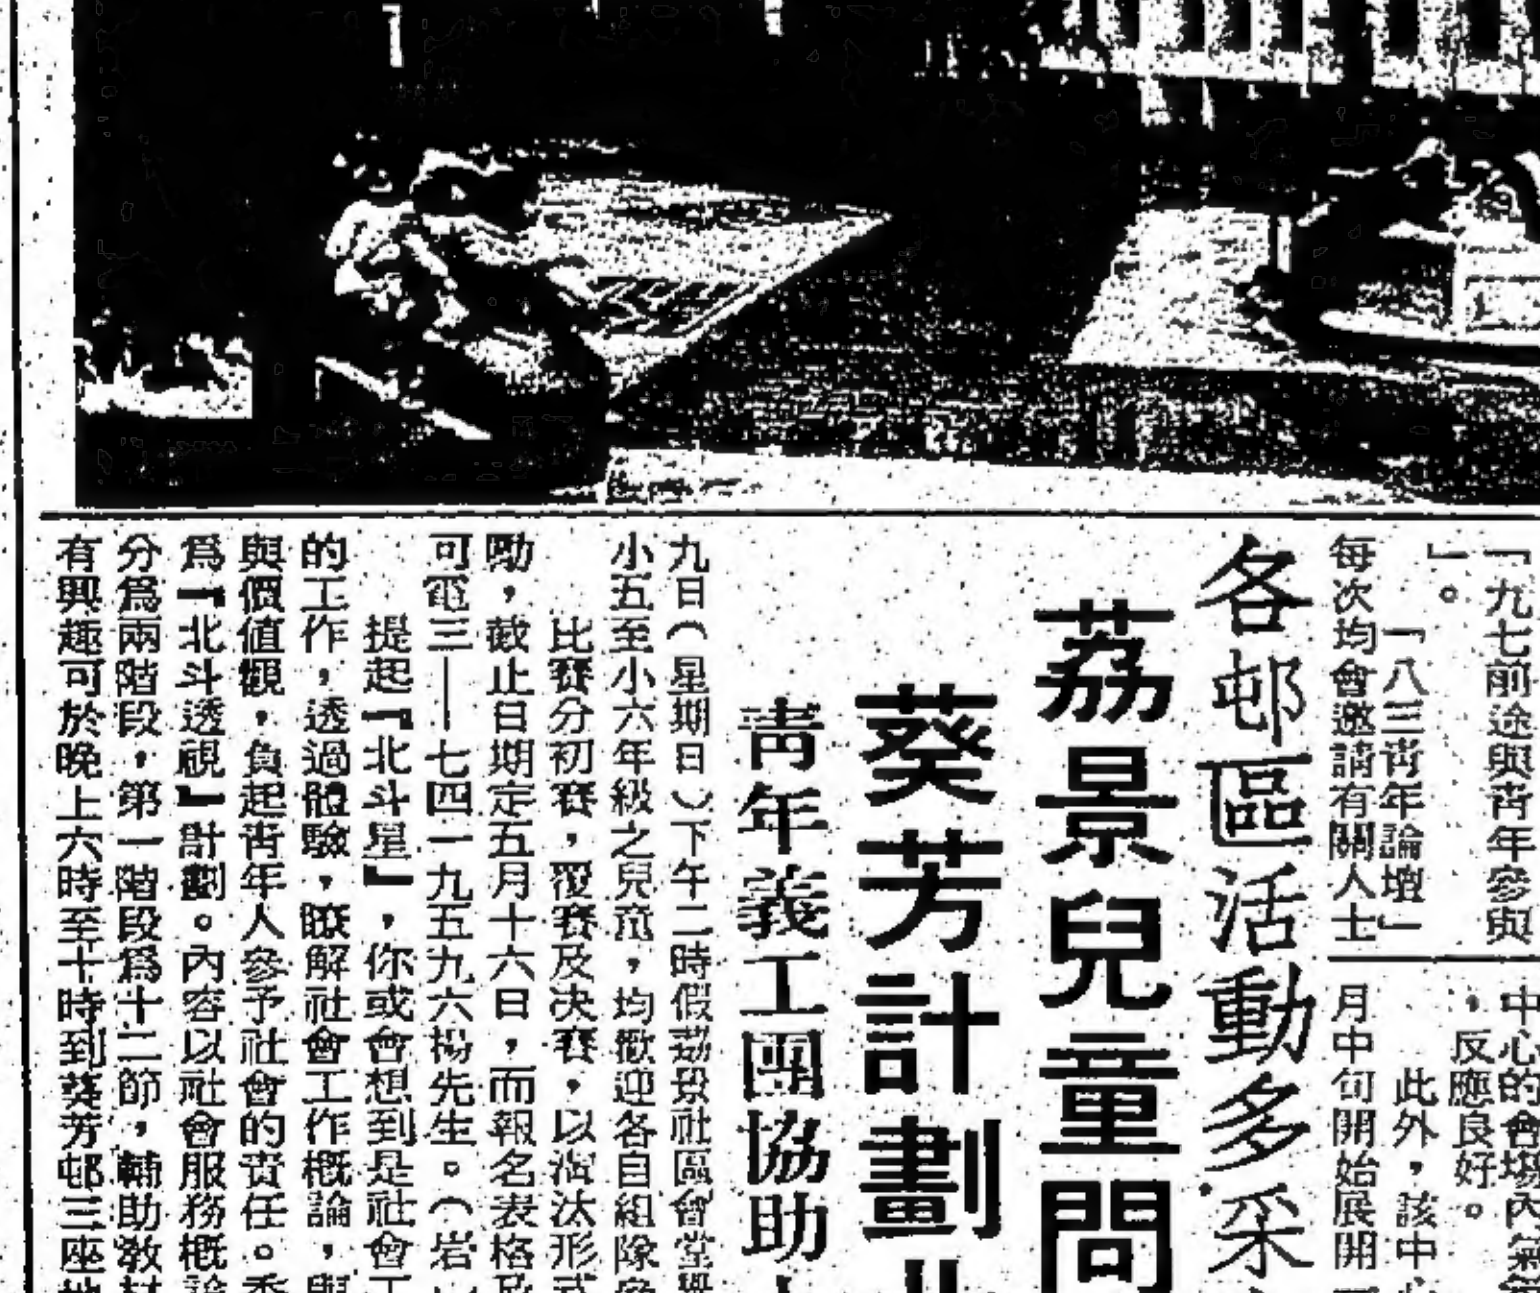 「九七前途與靑年參與
」。
「八三靑年論壇」
每次均會邀請有關人士
中心的會場內氣
，反應良好。
此外，該中心
月中旬開始展開
各邨區活動多采
荔景兒童問
葵芳計劃
靑年義工團協助
九日（星期日）下午二時假荔景社區會堂舉
小五至小六年級之兒童，均歡迎各自組隊參
比賽分初賽，覆賽及決賽，以淘汰形式
勵，截止日期定五月十六日，而報名表格及
可電三——七四一九五九六楊先生。（岩
提起『北斗星』，你或會想到是社會工
的工作，透過體驗，瞭解社會工作概論，與
與價值觀，負起靑年人參予社會的責任。
爲『北斗透視』計劃。內容以社會服務概論
分爲兩階段，第一階段爲十二節，輔助敎材
有興趣可於晚上六時至十時到葵芳邨三座地